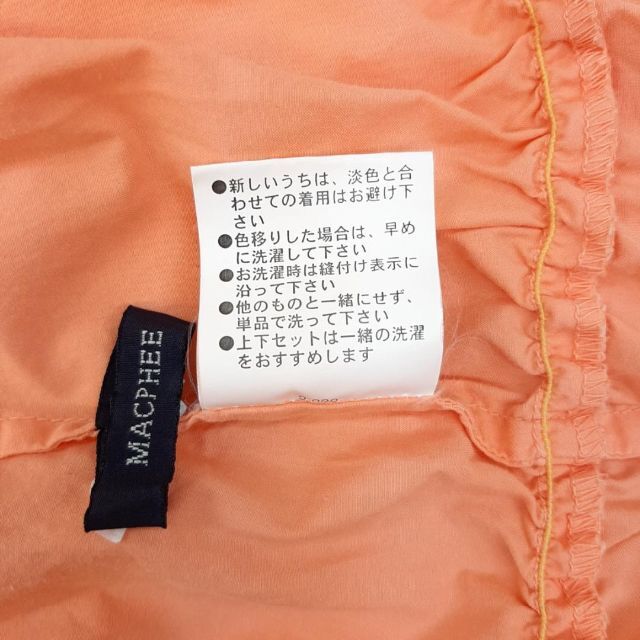 ●新しいうちは、淡色と合
わせての着用はお避け下
さい
●色移りした場合は、早め
に洗濯して下さい
●お洗濯時は縫付け表示に
沿って下さい
●他のものと一緒にせず、
単品で洗って下さい
●上下セットは一緒の洗濯
をおすすめします
MACPHEE